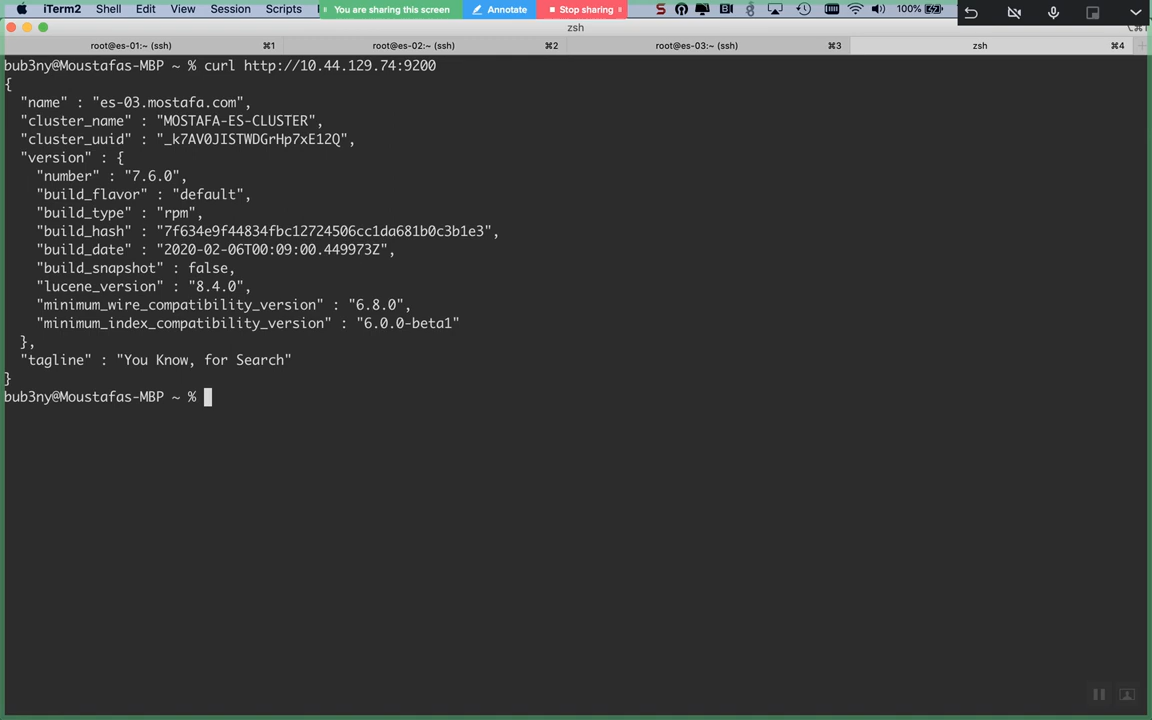 iTerm2 Shell Edit View Session Scripts You are sharing this screen Annotate Stop sharing 100%
zsh
root@es-01:~ (ssh) ⌘1 root@es-02:~ (ssh) ⌘2 root@es-03:~ (ssh) ⌘3 zsh ⌘4
bub3ny@Moustafas-MBP ~ % curl http://10.44.129.74:9200
{
"name" : "es-03.mostafa.com",
"cluster_name" : "MOSTAFA-ES-CLUSTER",
"cluster_uuid" : "_k7AV0JISTWDGrHp7xE12Q",
"version" : {
"number" : "7.6.0",
"build_flavor" : "default",
"build_type" : "rpm",
"build_hash" : "7f634e9f44834fbc12724506cc1da681b0c3b1e3",
"build_date" : "2020-02-06T00:09:00.449973Z",
"build_snapshot" : false,
"lucene_version" : "8.4.0",
"minimum_wire_compatibility_version" : "6.8.0",
"minimum_index_compatibility_version" : "6.0.0-beta1"
},
"tagline" : "You Know, for Search"
}
bub3ny@Moustafas-MBP ~ %